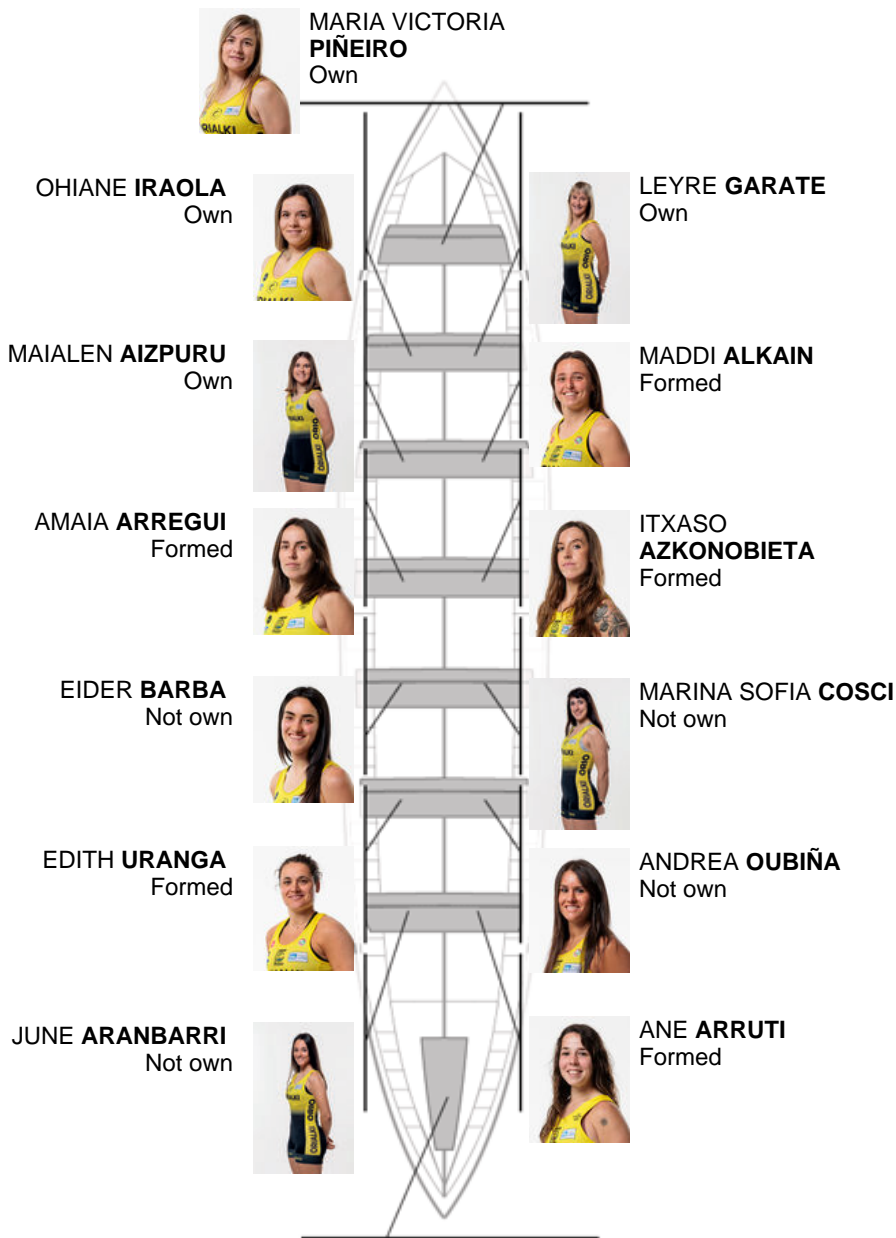 MARIA VICTORIA
PIÑEIRO
Own
OHIANE IRAOLA
Own
LEYRE GARATE
Own
MAIALEN AIZPURU
Own
MADDI ALKAIN
Formed
AMAIA ARREGUI
Formed
ITXASO
AZKONOBIETA
Formed
EIDER BARBA
Not own
MARINA SOFIA COSCI
Not own
EDITH URANGA
Formed
ANDREA OUBIÑA
Not own
JUNE ARANBARRI
Not own
ANE ARRUTI
Formed